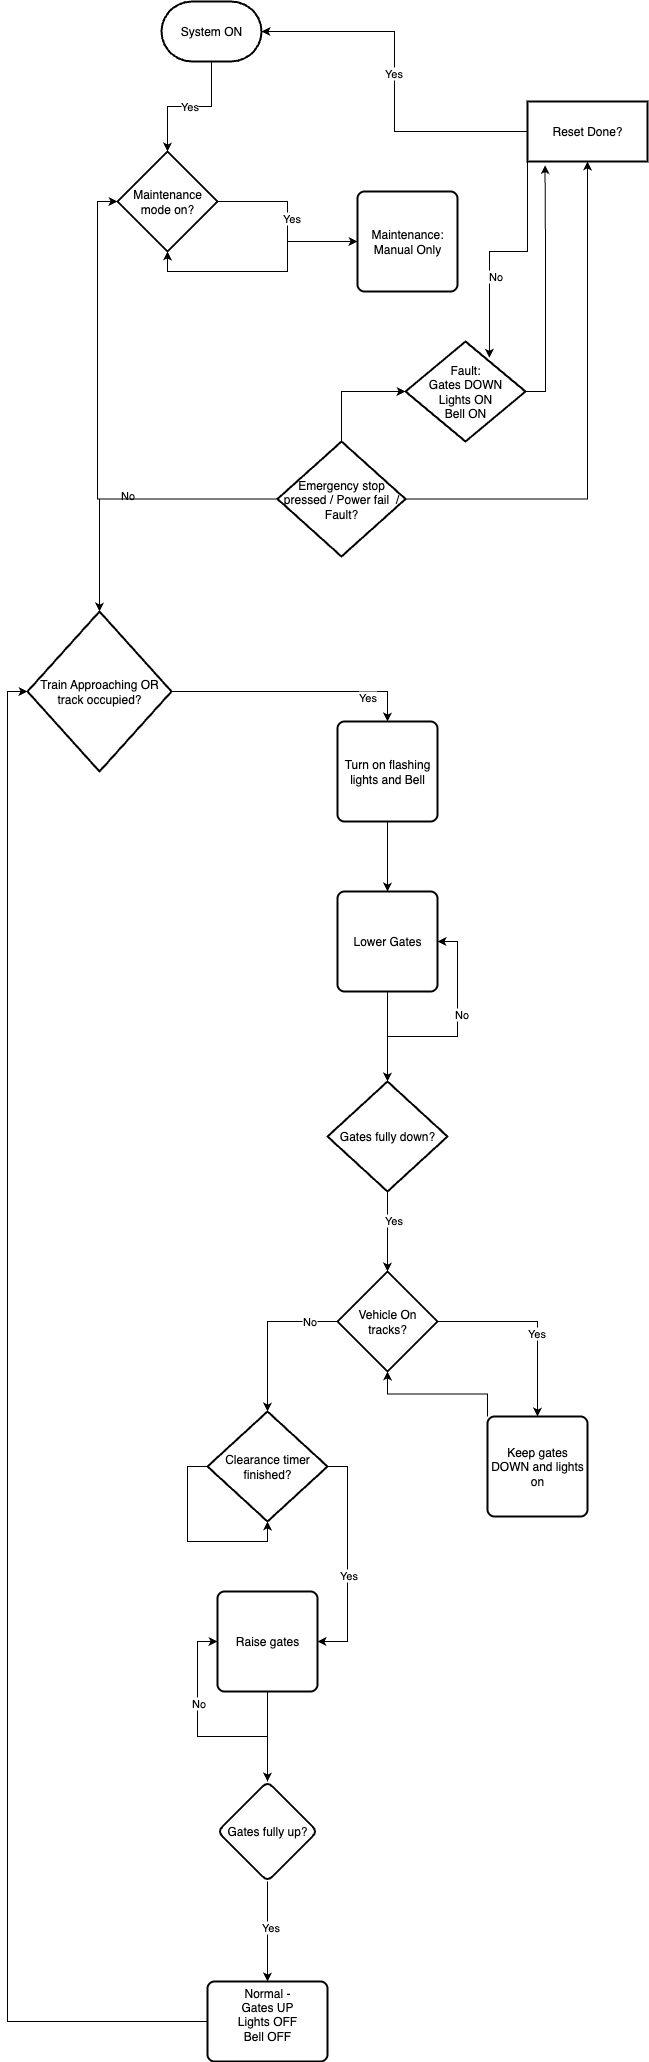 System ON
Yes
Reset Done?
Yes
Maintenance
mode on?
Yes
Maintenance:
Manual Only
No
Fault:
Gates DOWN
Lights ON
Bell ON
Emergency stop
pressed / Power fail /
Fault?
No
Train Approaching OR
track occupied?
Yes
Turn on flashing
lights and Bell
Lower Gates
No
Gates fully down?
Yes
Vehicle On
tracks?
No
Yes
Keep gates
DOWN and lights
on
Clearance timer
finished?
Yes
Raise gates
No
Gates fully up?
Yes
Normal -
Gates UP
Lights OFF
Bell OFF